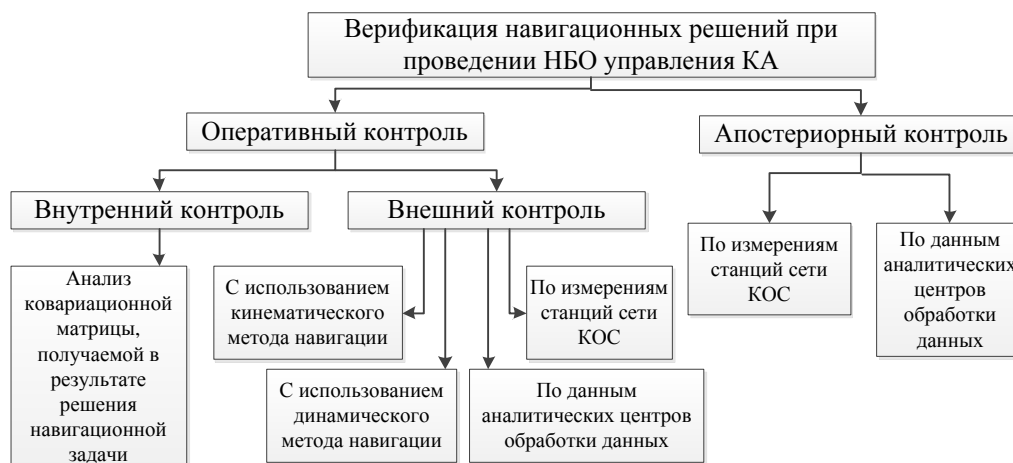 Верификация навигационных решений при
проведении НБО управления КА
Оперативный контроль
Апостериорный контроль
Внутренний контроль
Внешний контроль
По измерениям
станций сети
КОС
По данным
аналитических
центров
обработки
данных
Анализ
ковариационной
матрицы,
получаемой в
результате
решения
навигационной
задачи
С использованием
кинематического
метода навигации
По измерениям
станций сети
КОС
С использованием
динамического
метода навигации
По данным
аналитических центров
обработки данных